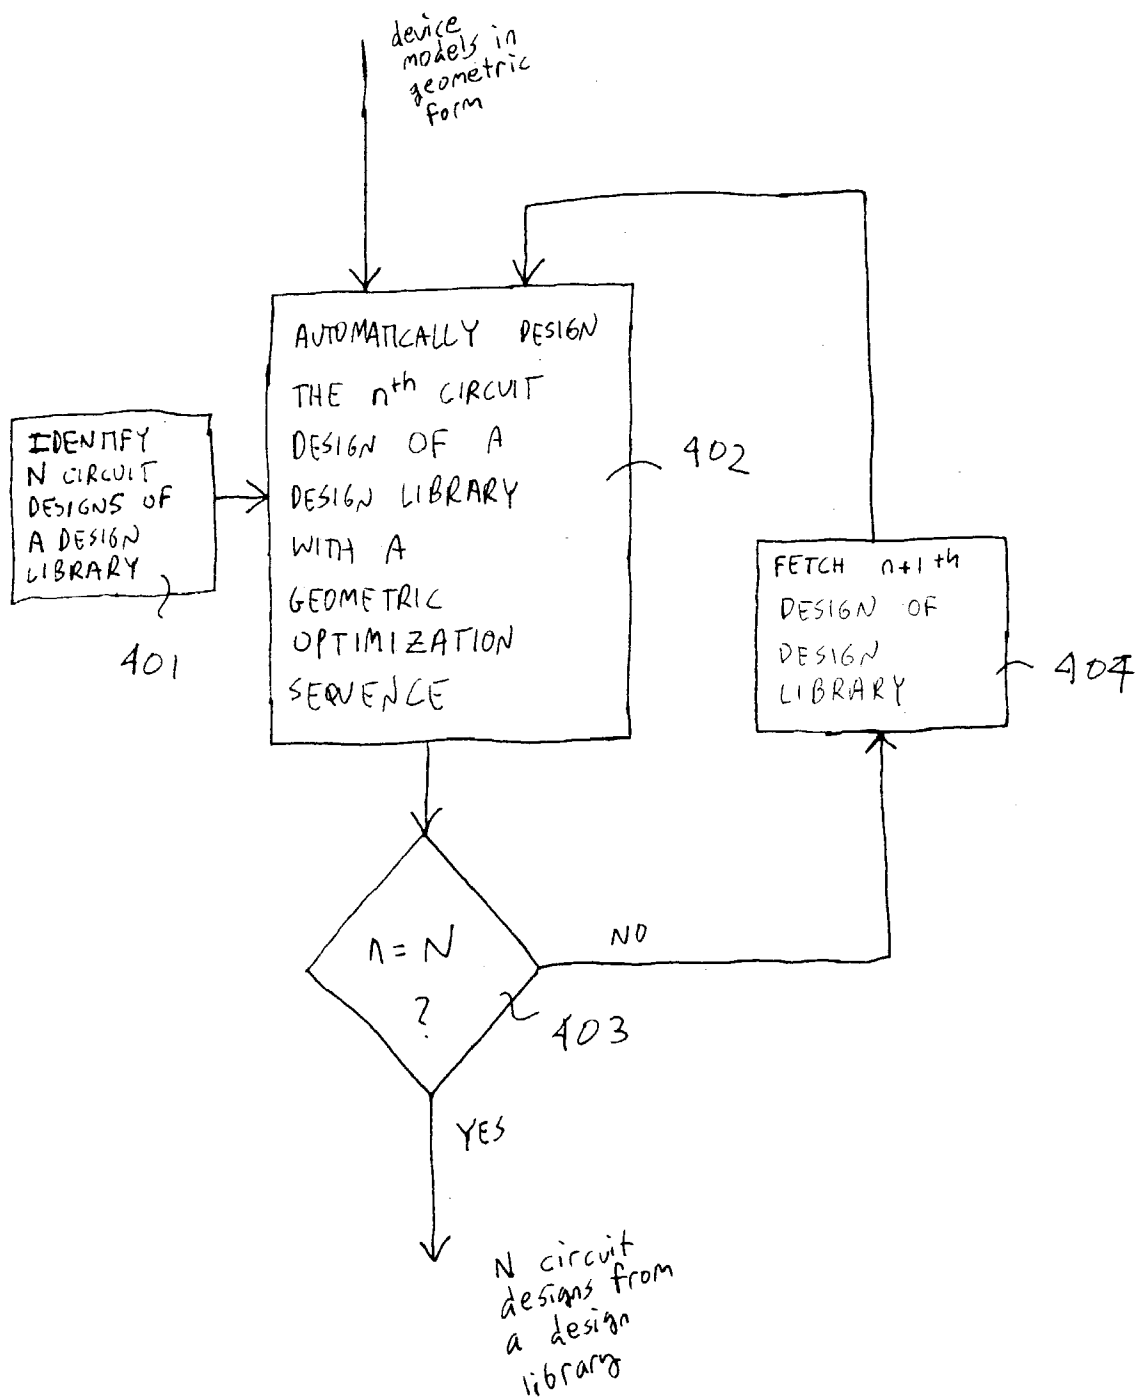 device
models in
geometric
form
AUTOMATICALLY DESIGN
THE nth CIRCUIT
DESIGN OF A
DESIGN LIBRARY
WITH A
GEOMETRIC
OPTIMIZATION
SEQUENCE
402
IDENTIFY
N CIRCUIT
DESIGNS OF
A DESIGN
LIBRARY
401
FETCH n+1th
DESIGN OF
DESIGN
LIBRARY
404
n = N
?
403
NO
YES
N circuit
designs from
a design
library